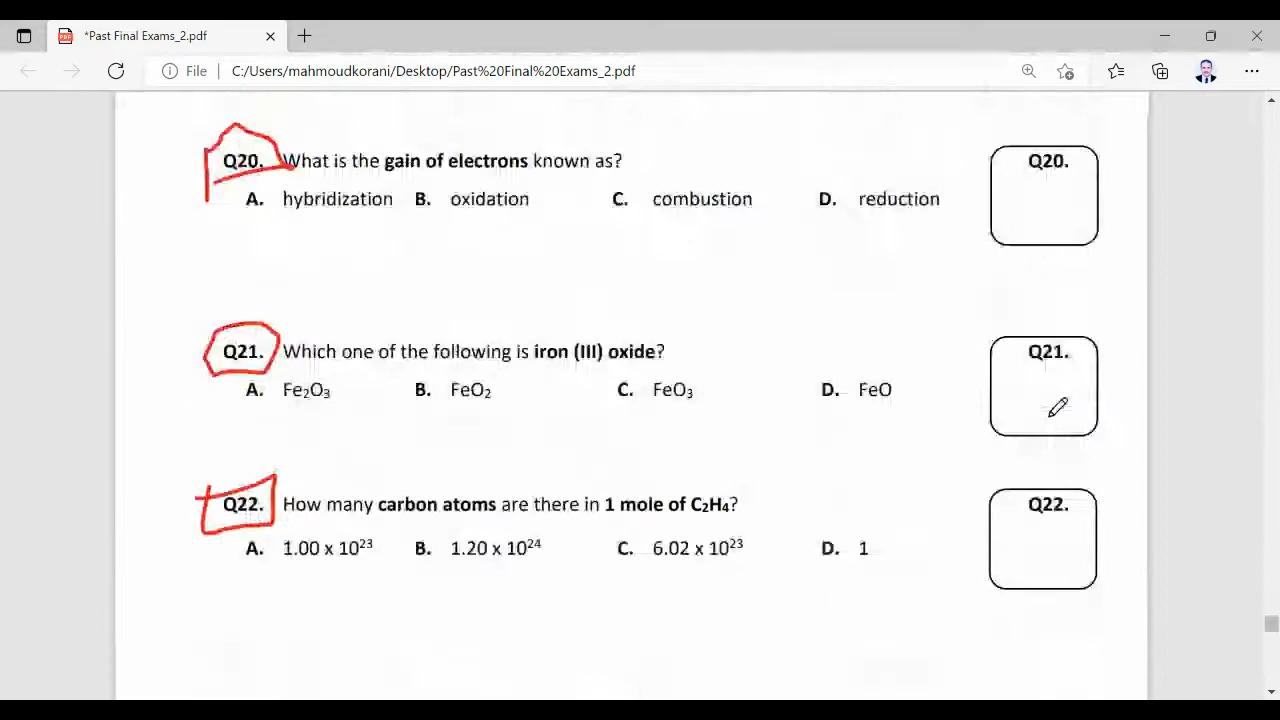 *Past Final Exams_2.pdf
File | C:/Users/mahmoudkorani/Desktop/Past%20Final%20Exams_2.pdf
Q20. What is the gain of electrons known as? Q20.
A. hybridization B. oxidation C. combustion D. reduction
Q21. Which one of the following is iron (III) oxide? Q21.
A. Fe₂O₃ B. FeO₂ C. FeO₃ D. FeO
Q22. How many carbon atoms are there in 1 mole of C₂H₄? Q22.
A. 1.00 x 10²³ B. 1.20 x 10²⁴ C. 6.02 x 10²³ D. 1